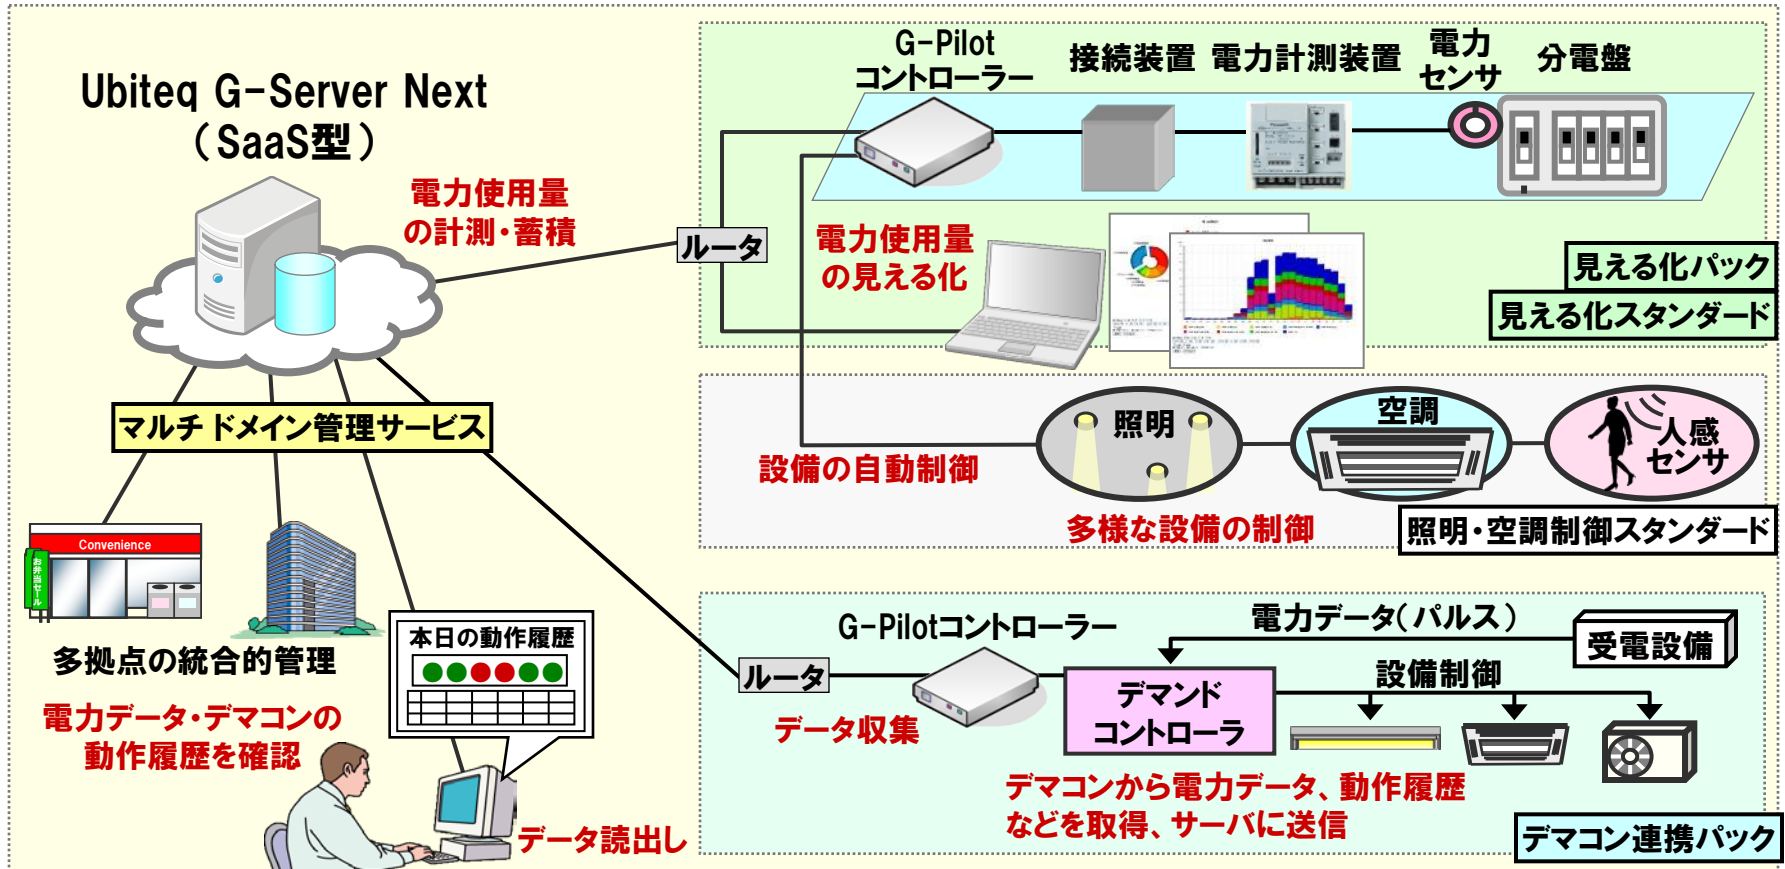 Ubiteq G-Server Next
（SaaS型）
電力使用量
の計測・蓄積
ルータ
G-Pilot
コントローラー
接続装置
電力計測装置
電力
センサ
分電盤
電力使用量
の見える化
見える化パック
見える化スタンダード
マルチドメイン管理サービス
設備の自動制御
照明
空調
人感
センサ
多様な設備の制御
照明・空調制御スタンダード
Convenience
お弁当セール
多拠点の統合的管理
電力データ・デマコンの
動作履歴を確認
本日の動作履歴
データ読出し
G-Pilotコントローラー
電力データ（パルス）
受電設備
ルータ
データ収集
デマンド
コントローラ
設備制御
デマコンから電力データ、動作履歴
などを取得、サーバに送信
デマコン連携パック